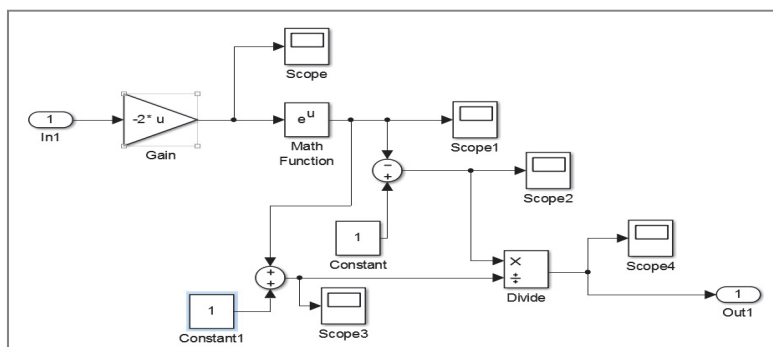 Scope
1
In1
-2* u
Gain
e^u
Math
Function
Scope1
−
+
Scope2
1
Constant
+
+
1
Constant1
Scope3
×
÷
Divide
Scope4
1
Out1